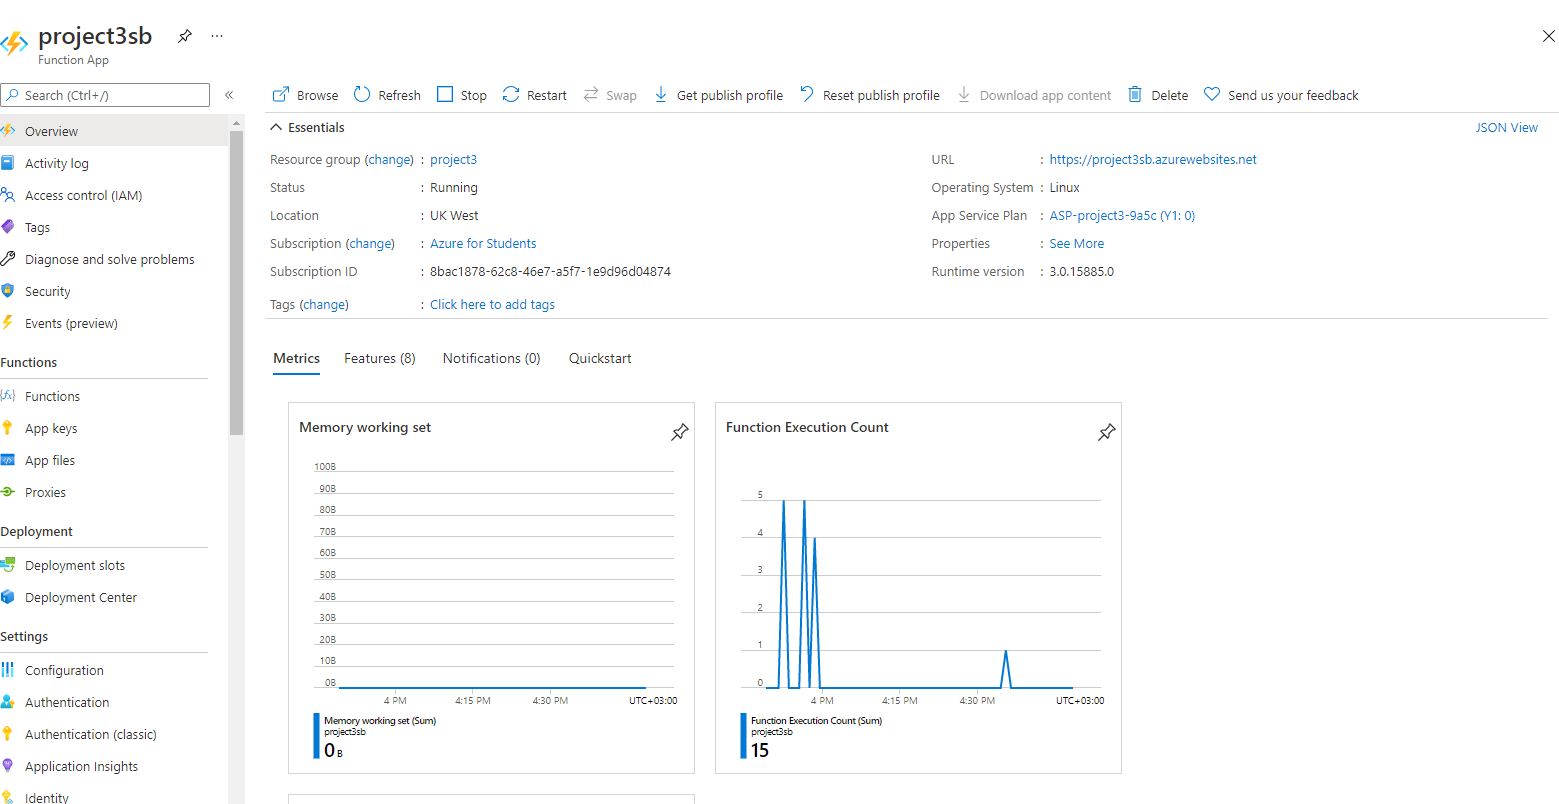 project3sb
Function App
Search (Ctrl+/)
Overview
Activity log
Access control (IAM)
Tags
Diagnose and solve problems
Security
Events (preview)
Functions
Functions
App keys
App files
Proxies
Deployment
Deployment slots
Deployment Center
Settings
Configuration
Authentication
Authentication (classic)
Application Insights
Identity
Browse Refresh Stop Restart Swap Get publish profile Reset publish profile Download app content Delete Send us your feedback
Essentials JSON View
Resource group (change) : project3
Status : Running
Location : UK West
Subscription (change) : Azure for Students
Subscription ID : 8bac1878-62c8-46e7-a5f7-1e9d96d04874
Tags (change) : Click here to add tags
URL : https://project3sb.azurewebsites.net
Operating System : Linux
App Service Plan : ASP-project3-9a5c (Y1: 0)
Properties : See More
Runtime version : 3.0.15885.0
Metrics Features (8) Notifications (0) Quickstart
Memory working set
100B
90B
80B
70B
60B
50B
40B
30B
20B
10B
0B
4 PM 4:15 PM 4:30 PM UTC+03:00
Memory working set (Sum)
project3sb
0 B
Function Execution Count
5
4
3
2
1
0
4 PM 4:15 PM 4:30 PM UTC+03:00
Function Execution Count (Sum)
project3sb
15